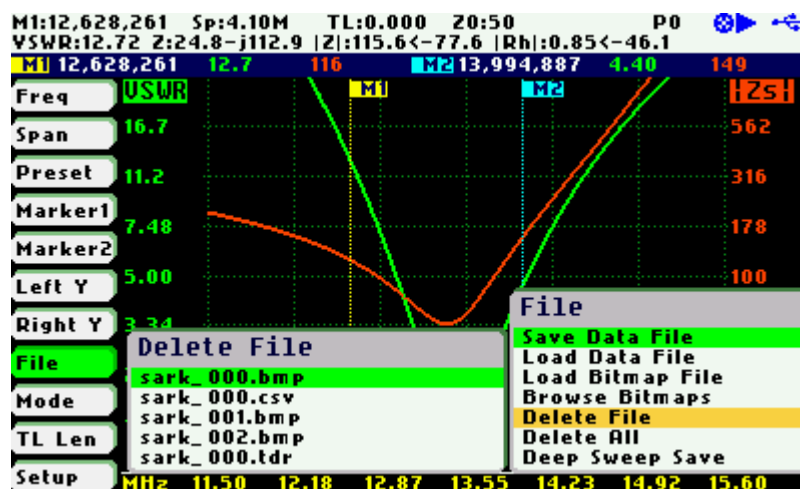 M1:12,628,261 Sp:4.10M TL:0.000 20:50 P0
VSWR:12.72 Z:24.8-j112.9 |Z|:115.6<-77.6 |Rh|:0.85<-46.1
M1 12,628,261 12.7 116 M2 13,994,887 4.40 149
Freq
Span
Preset
Marker1
Marker2
Left Y
Right Y
File
Mode
TL Len
Setup
VSWR M1 M2 |Zs|
16.7 562
11.2 316
7.48 178
5.00 100
3.34
Delete File
sark_000.bmp
sark_000.csv
sark_001.bmp
sark_002.bmp
sark_000.tdr
File
Save Data File
Load Data File
Load Bitmap File
Browse Bitmaps
Delete File
Delete All
Deep Sweep Save
MHz 11.50 12.18 12.87 13.55 14.23 14.92 15.60